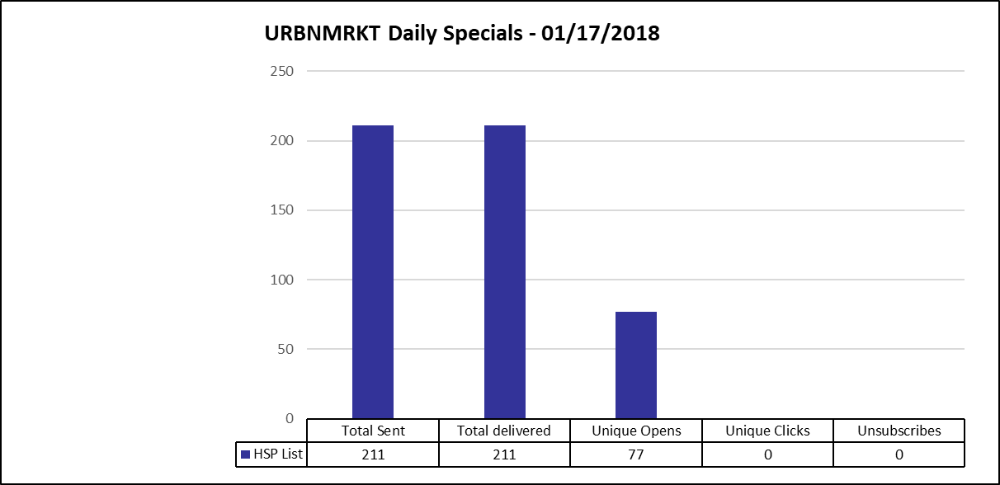 URBNMRKT Daily Specials - 01/17/2018
250
200
150
100
50
0
Total Sent Total delivered Unique Opens Unique Clicks Unsubscribes
HSP List 211 211 77 0 0